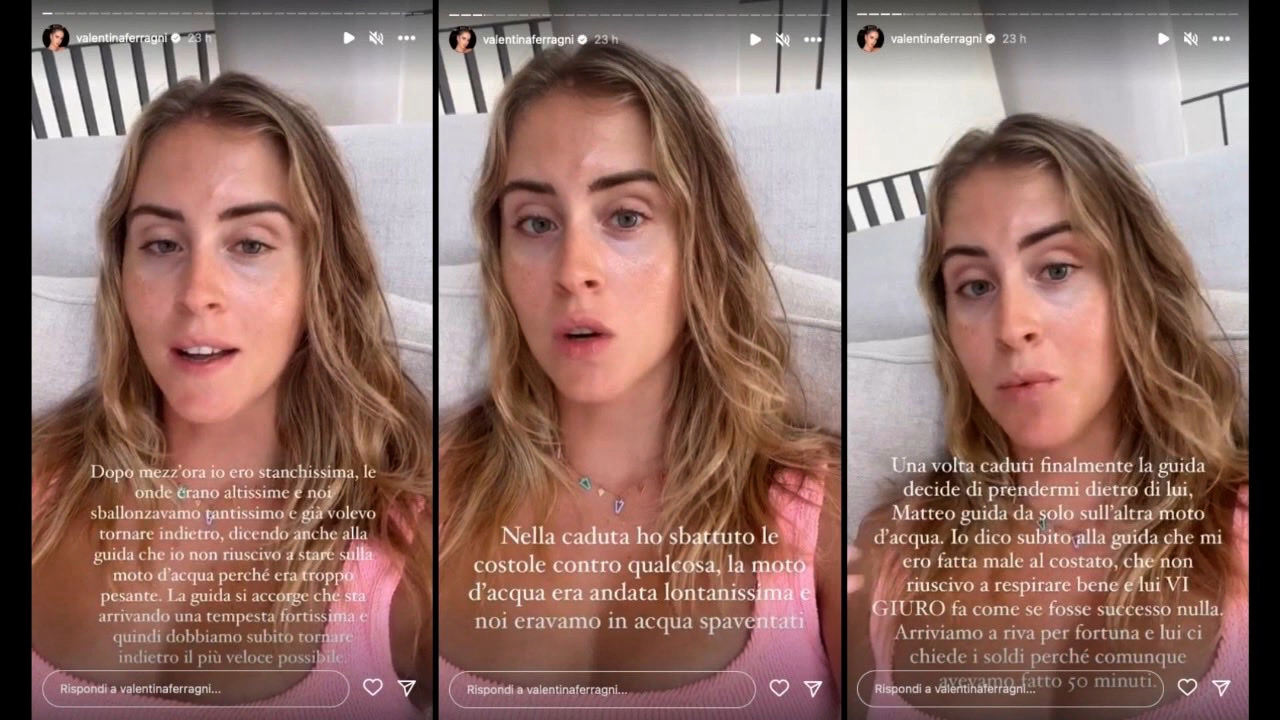 valentinaferragni 23 h
Dopo mezz'ora io ero stanchissima, le
onde erano altissime e noi
sballonzavamo tantissimo e già volevo
tornare indietro, dicendo anche alla
guida che io non riuscivo a stare sulla
moto d'acqua perché era troppo
pesante. La guida si accorge che sta
arrivando una tempesta fortissima e
quindi dobbiamo subito tornare
indietro il più veloce possibile.
Rispondi a valentinaferragni...
valentinaferragni 23 h
Nella caduta ho sbattuto le
costole contro qualcosa, la moto
d'acqua era andata lontanissima e
noi eravamo in acqua spaventati
Rispondi a valentinaferragni...
valentinaferragni 23 h
Una volta caduti finalmente la guida
decide di prendermi dietro di lui,
Matteo guida da solo sull'altra moto
d'acqua. Io dico subito alla guida che mi
ero fatta male al costato, che non
riuscivo a respirare bene e lui VI
GIURO fa come se fosse successo nulla.
Arriviamo a riva per fortuna e lui ci
chiede i soldi perché comunque
avevamo fatto 50 minuti.
Rispondi a valentinaferragni...